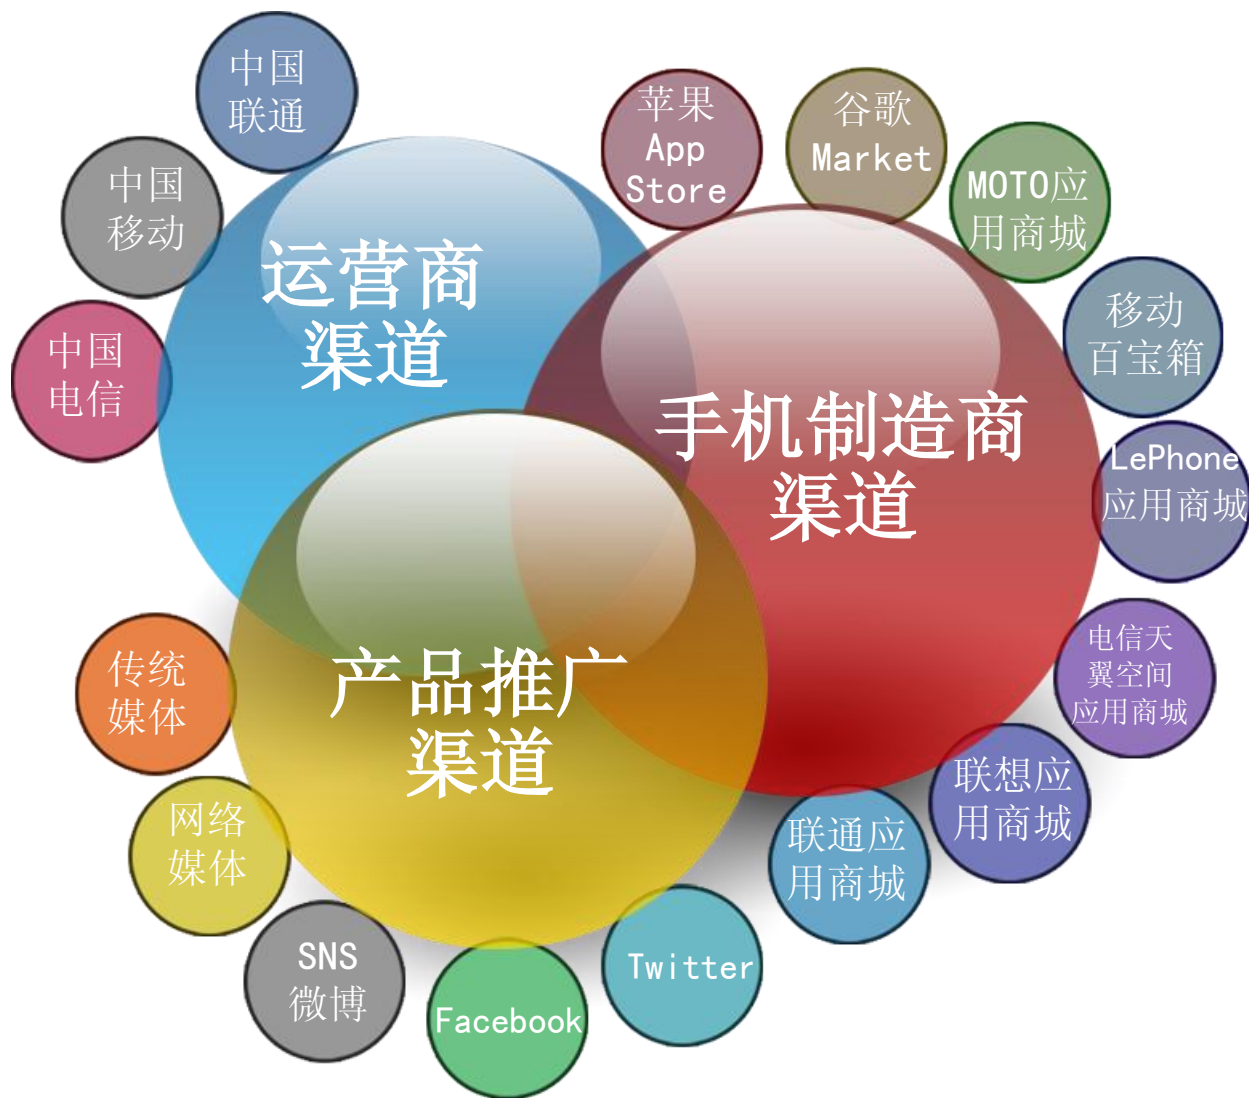 中国
联通
中国
移动
中国
电信
运营商
渠道
苹果
App
Store
谷歌
Market
MOTO应
用商城
移动
百宝箱
LePhone
应用商城
电信天
翼空间
应用商城
联想应
用商城
联通应
用商城
手机制造商
渠道
产品推广
渠道
传统
媒体
网络
媒体
SNS
微博
Facebook
Twitter